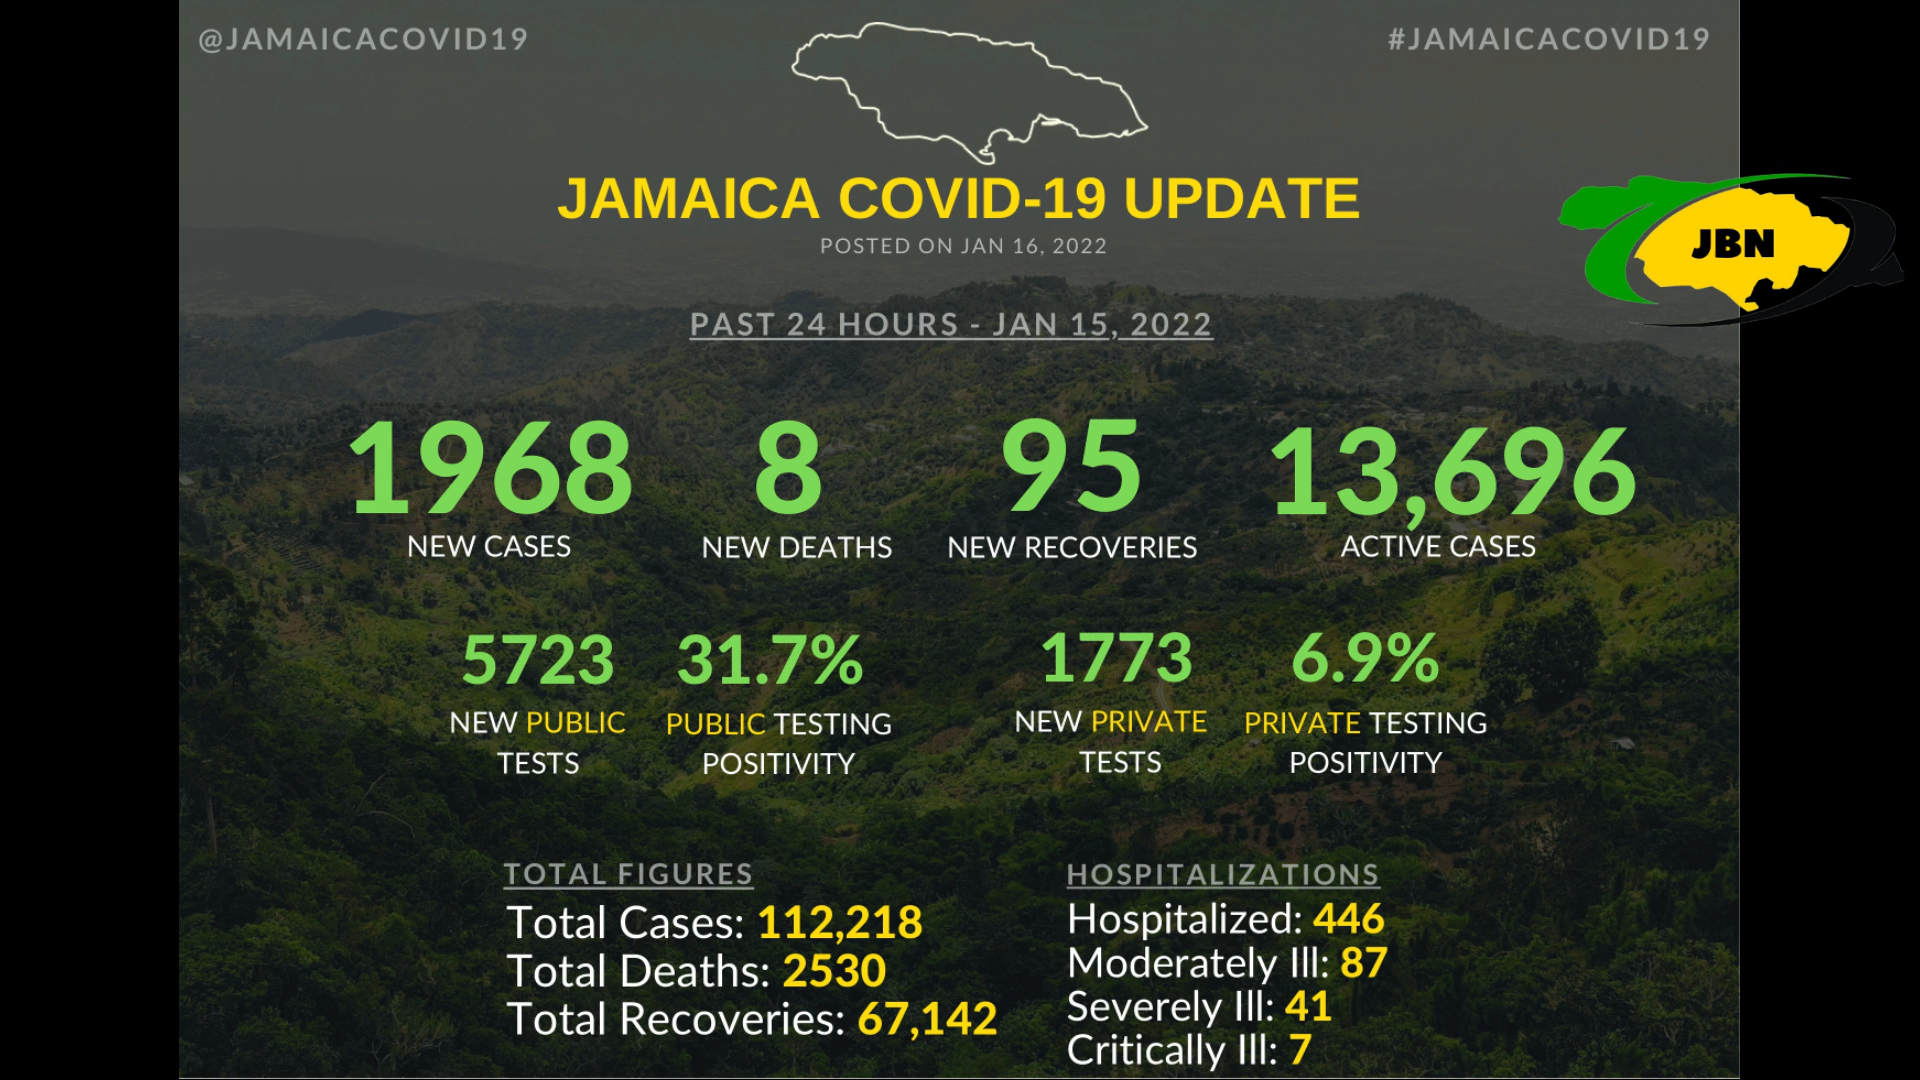 @JAMAICACOVID19
#JAMAICACOVID19
JAMAICA COVID-19 UPDATE
POSTED ON JAN 16, 2022
JBN
PAST 24 HOURS - JAN 15, 2022
1968
NEW CASES
8
NEW DEATHS
95
NEW RECOVERIES
13,696
ACTIVE CASES
5723
NEW PUBLIC
TESTS
31.7%
PUBLIC TESTING
POSITIVITY
1773
NEW PRIVATE
TESTS
6.9%
PRIVATE TESTING
POSITIVITY
TOTAL FIGURES
Total Cases: 112,218
Total Deaths: 2530
Total Recoveries: 67,142
HOSPITALIZATIONS
Hospitalized: 446
Moderately Ill: 87
Severely Ill: 41
Critically Ill: 7